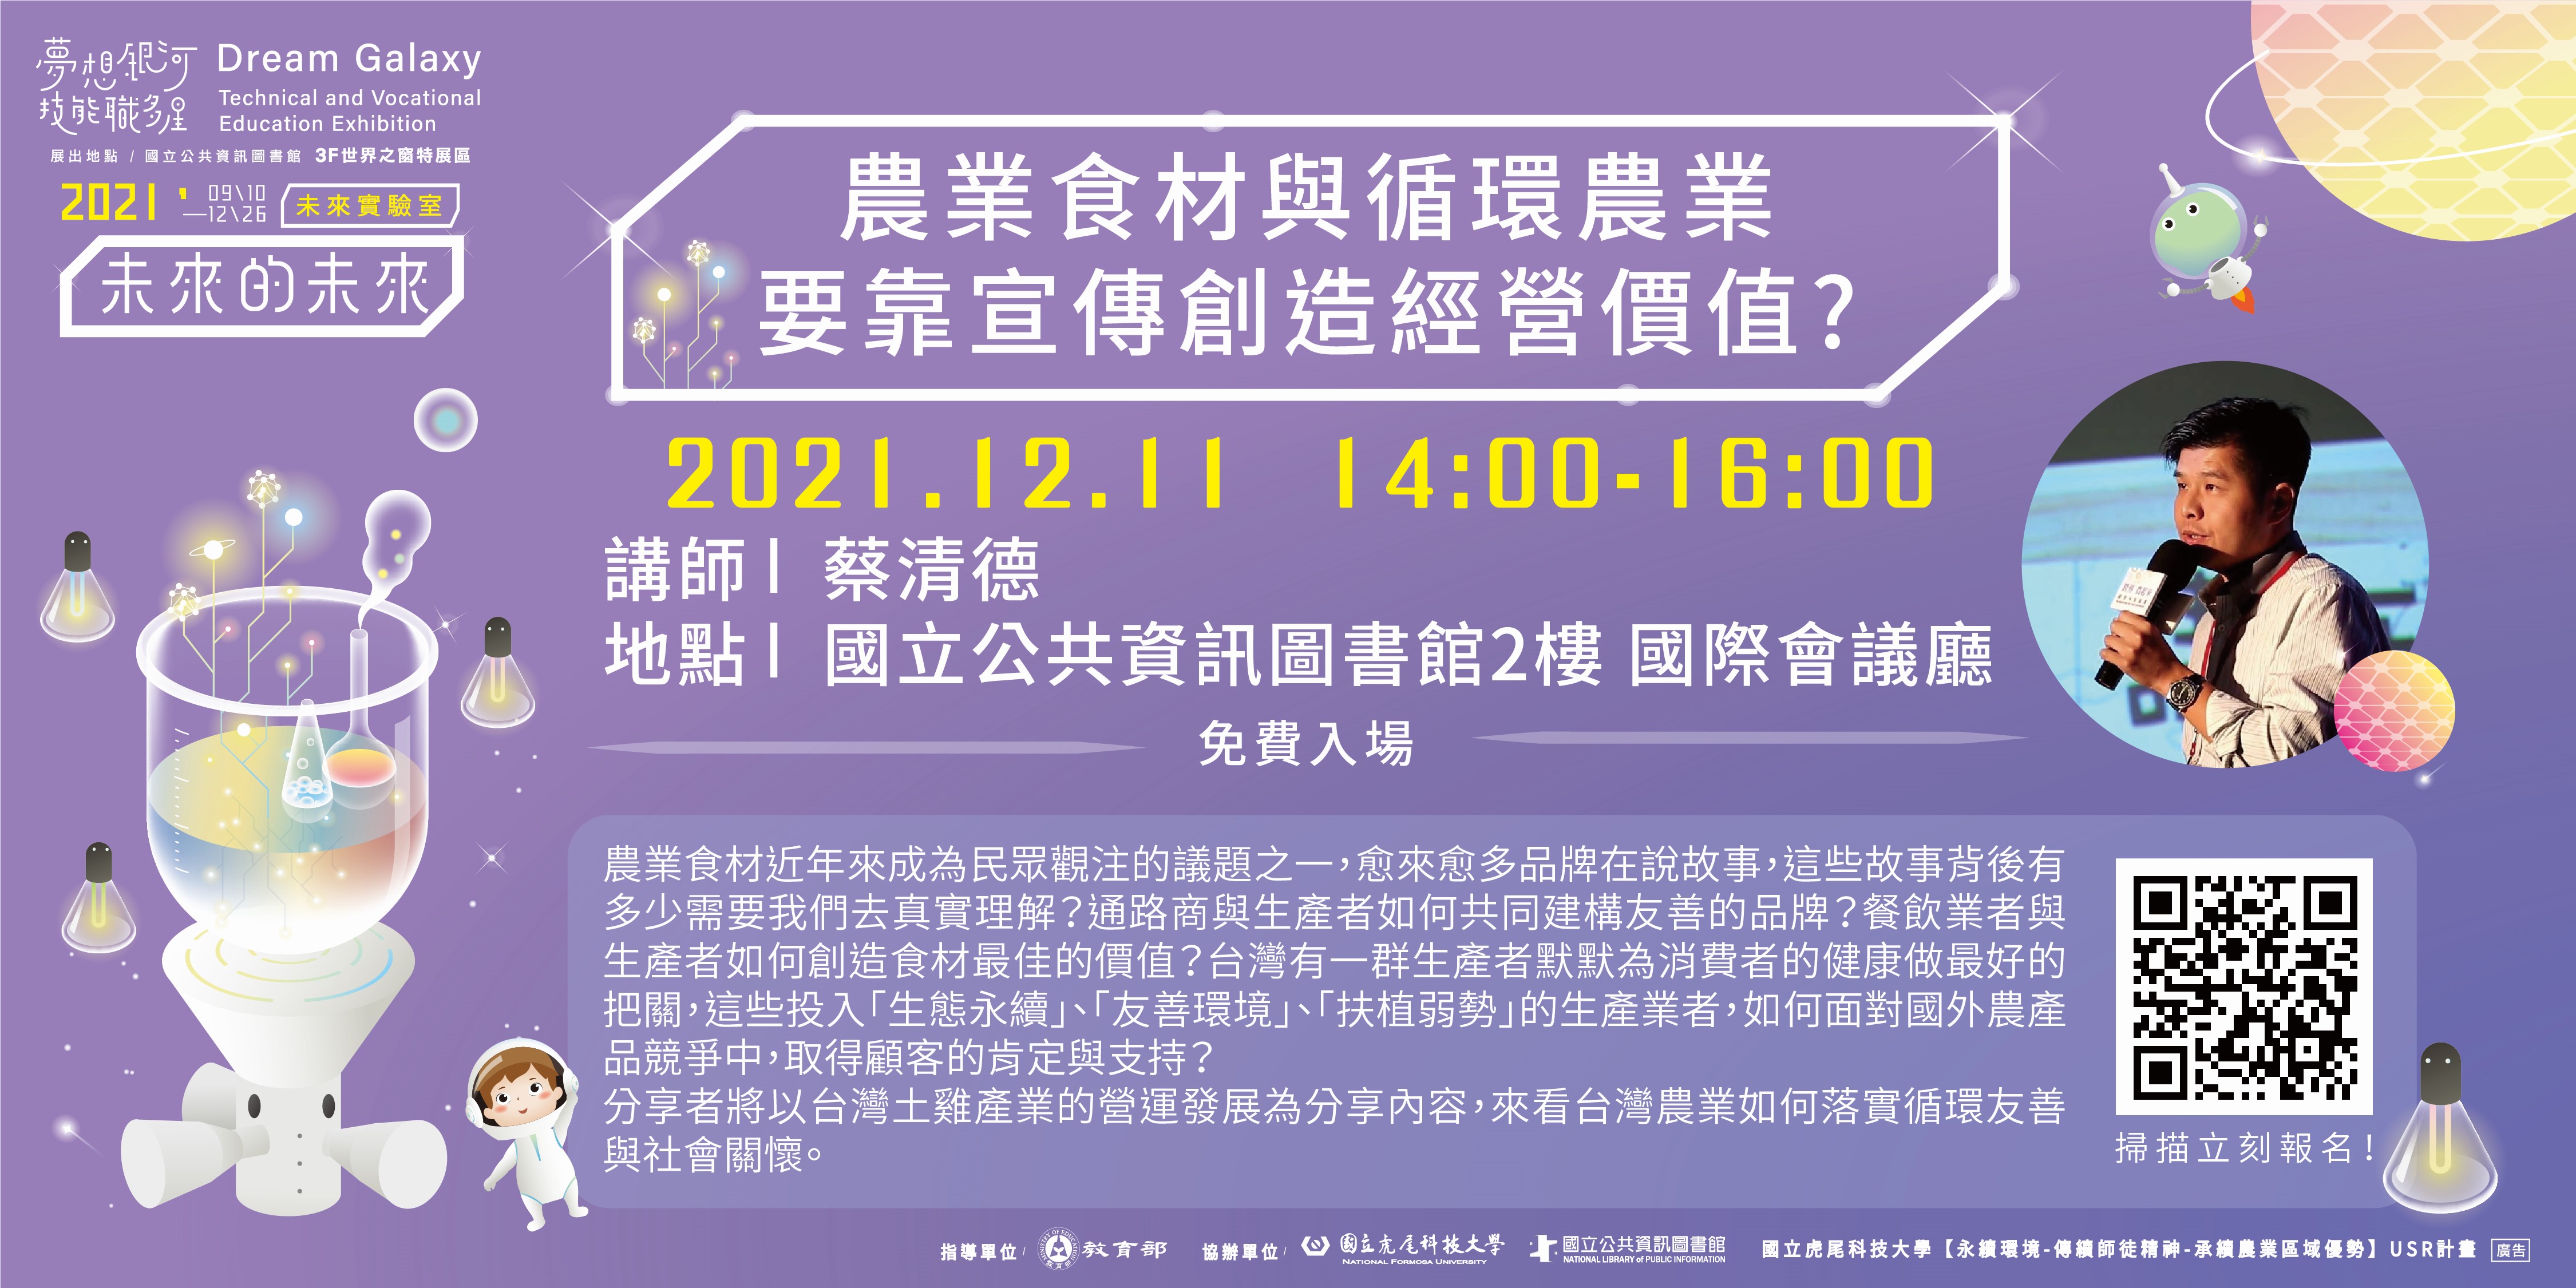 夢想銀河
技能職多星
Dream Galaxy
Technical and Vocational
Education Exhibition
展出地點 / 國立公共資訊圖書館 3F世界之窗特展區
2021' 09\10
—12\26
未來實驗室
未來的未來
農業食材與循環農業
要靠宣傳創造經營價值?
2021.12.11 14:00-16:00
講師| 蔡清德
地點| 國立公共資訊圖書館2樓 國際會議廳
免費入場
農業食材近年來成為民眾觀注的議題之一，愈來愈多品牌在說故事，這些故事背後有
多少需要我們去真實理解？通路商與生產者如何共同建構友善的品牌？餐飲業者與
生產者如何創造食材最佳的價值？台灣有一群生產者默默為消費者的健康做最好的
把關，這些投入「生態永續」、「友善環境」、「扶植弱勢」的生產業者，如何面對國外農產
品競爭中，取得顧客的肯定與支持？
分享者將以台灣土雞產業的營運發展為分享內容，來看台灣農業如何落實循環友善
與社會關懷。
掃描立刻報名！
指導單位/ 教育部
協辦單位/ 國立虎尾科技大學
NATIONAL FORMOSA UNIVERSITY
國立公共資訊圖書館
NATIONAL LIBRARY of PUBLIC INFORMATION
國立虎尾科技大學【永續環境-傳續師徒精神-承續農業區域優勢】USR計畫
廣告